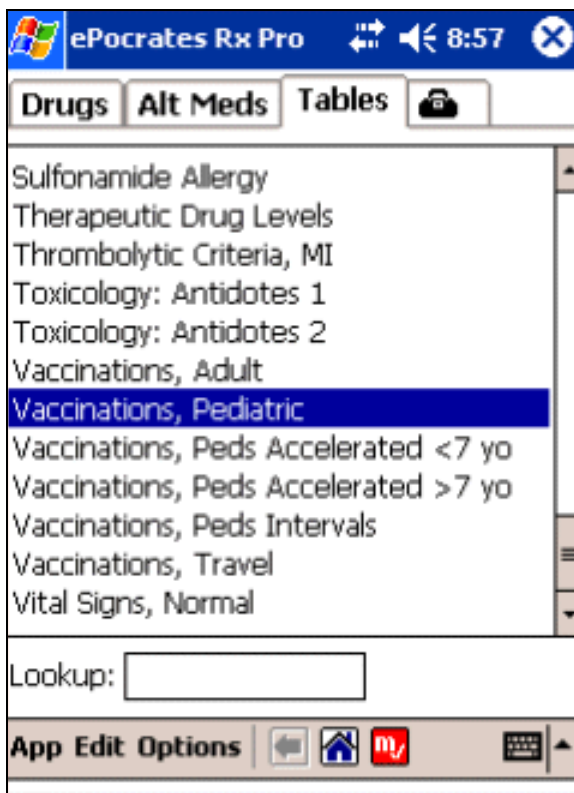 ePocrates Rx Pro 8:57
Drugs Alt Meds Tables
Sulfonamide Allergy
Therapeutic Drug Levels
Thrombolytic Criteria, MI
Toxicology: Antidotes 1
Toxicology: Antidotes 2
Vaccinations, Adult
Vaccinations, Pediatric
Vaccinations, Peds Accelerated <7 yo
Vaccinations, Peds Accelerated >7 yo
Vaccinations, Peds Intervals
Vaccinations, Travel
Vital Signs, Normal
Lookup:
App Edit Options m/